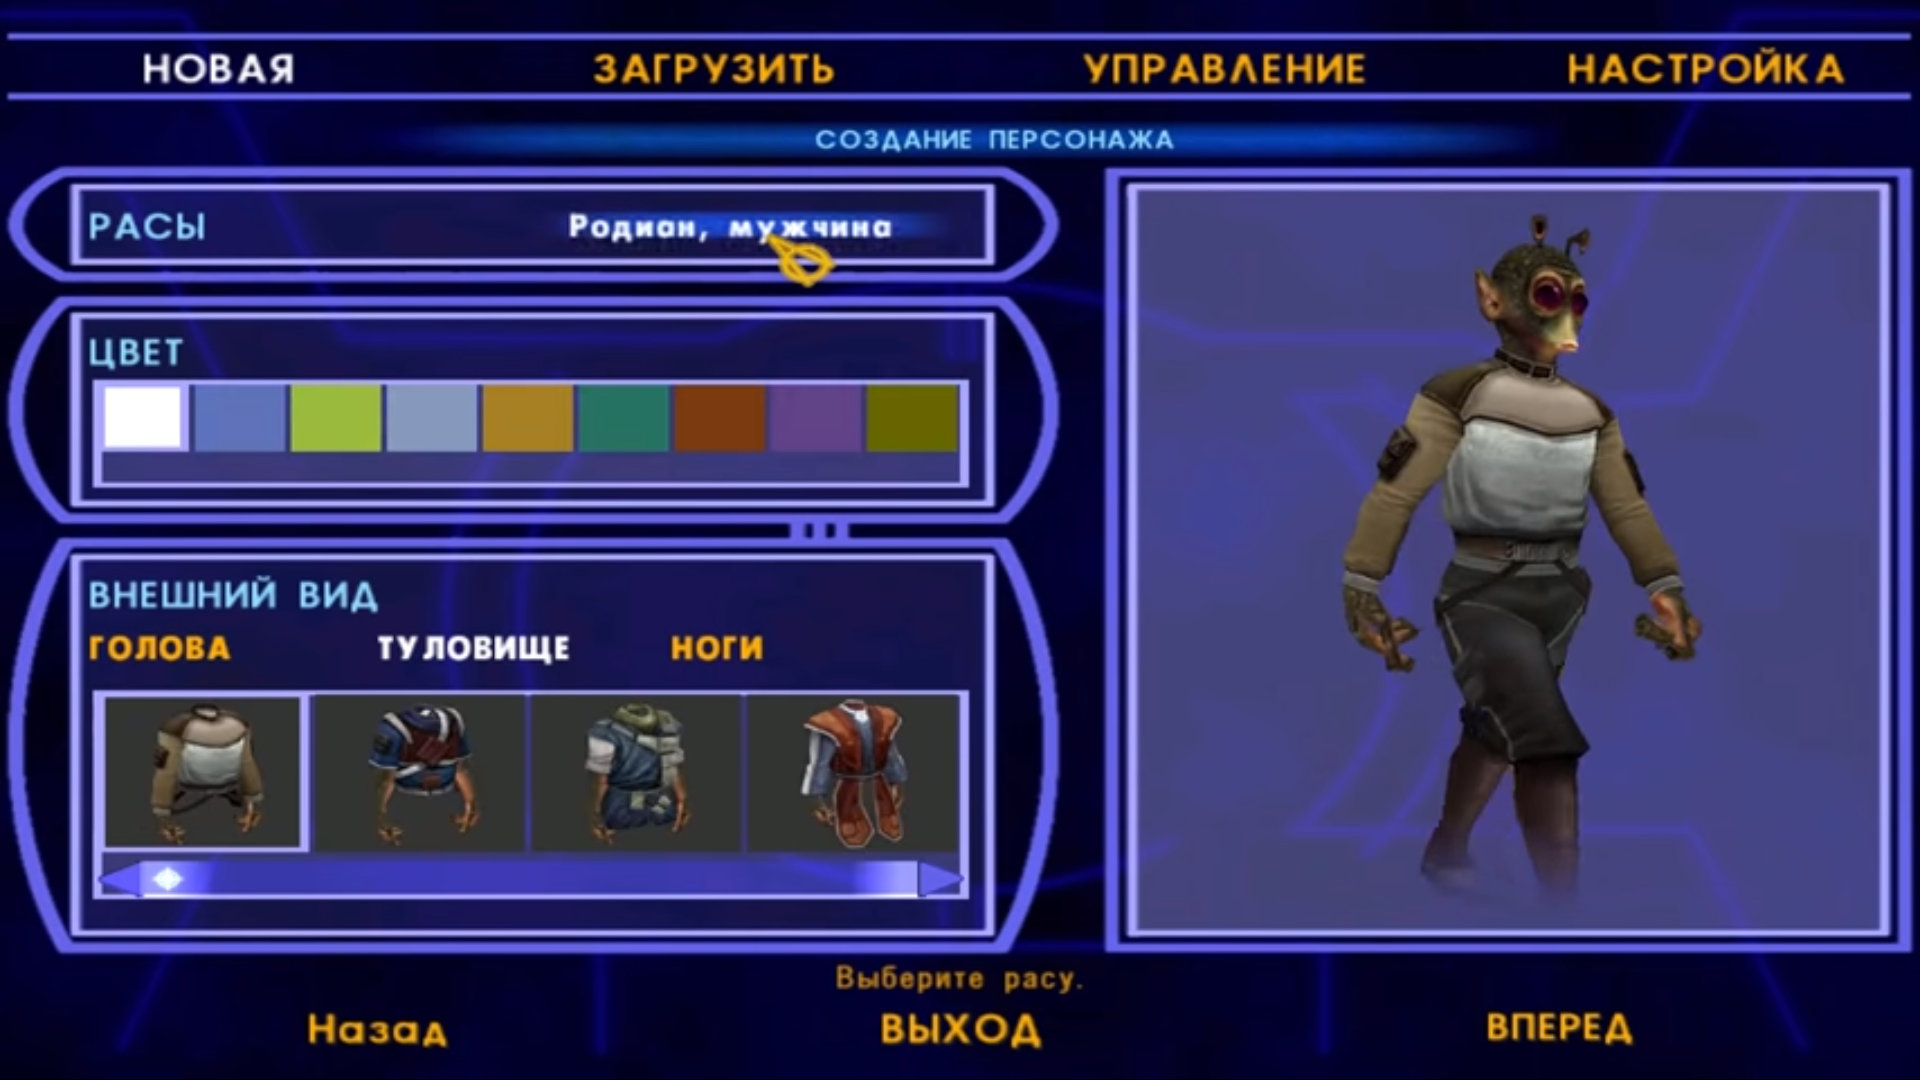 НОВАЯ ЗАГРУЗИТЬ УПРАВЛЕНИЕ НАСТРОЙКА
СОЗДАНИЕ ПЕРСОНАЖА
РАСЫ Родиан, мужчина
ЦВЕТ
ВНЕШНИЙ ВИД
ГОЛОВА ТУЛОВИЩЕ НОГИ
Выберите расу.
Назад ВЫХОД ВПЕРЕД